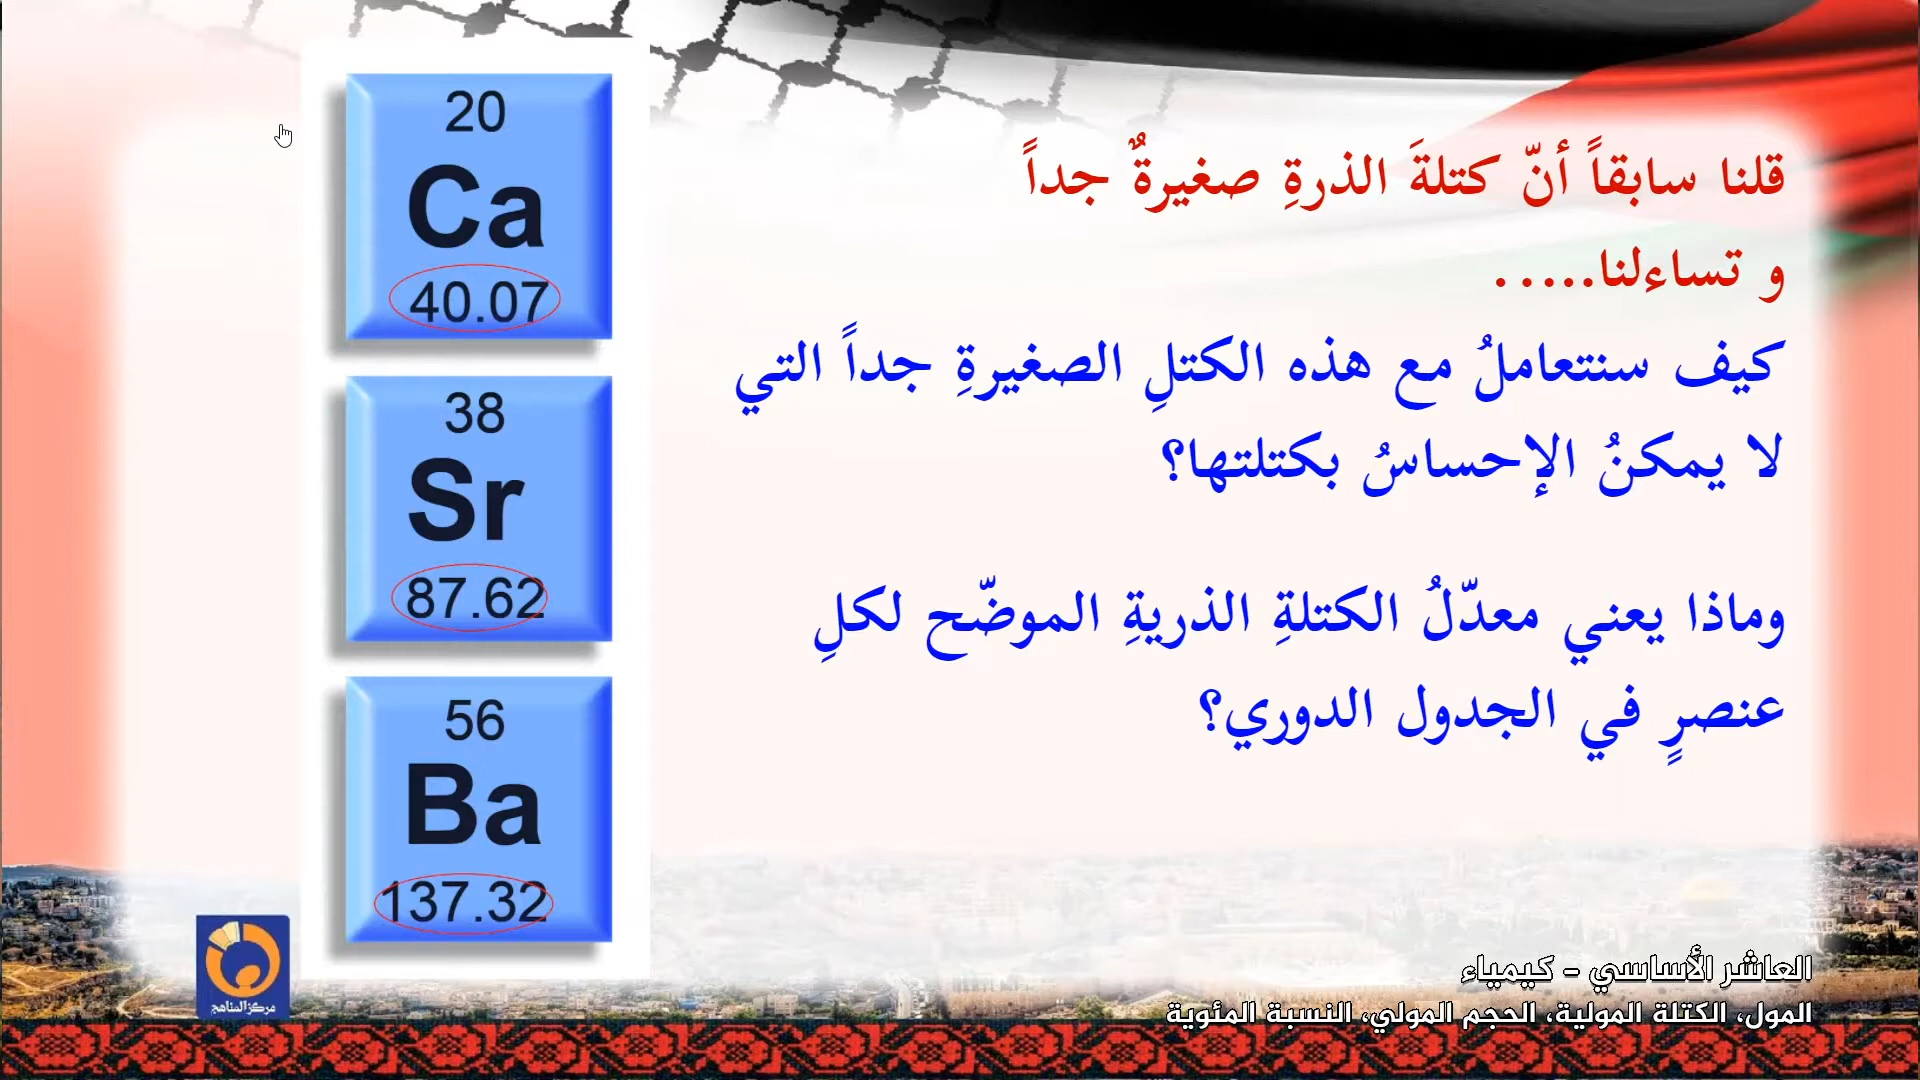 قلنا سابقاً أنّ كتلةَ الذرةِ صغيرةٌ جداً
و تساءلنا.....
كيف سنتعاملُ مع هذه الكتلِ الصغيرةِ جداً التي
لا يمكنُ الإحساسُ بكتلتها؟
وماذا يعني معدّلُ الكتلةِ الذريةِ الموضّح لكلِ
عنصرٍ في الجدول الدوري؟
20
Ca
40.07
38
Sr
87.62
56
Ba
137.32
مركز المناهج
العاشر الأساسي - كيمياء
المول، الكتلة المولية، الحجم المولي، النسبة المئوية